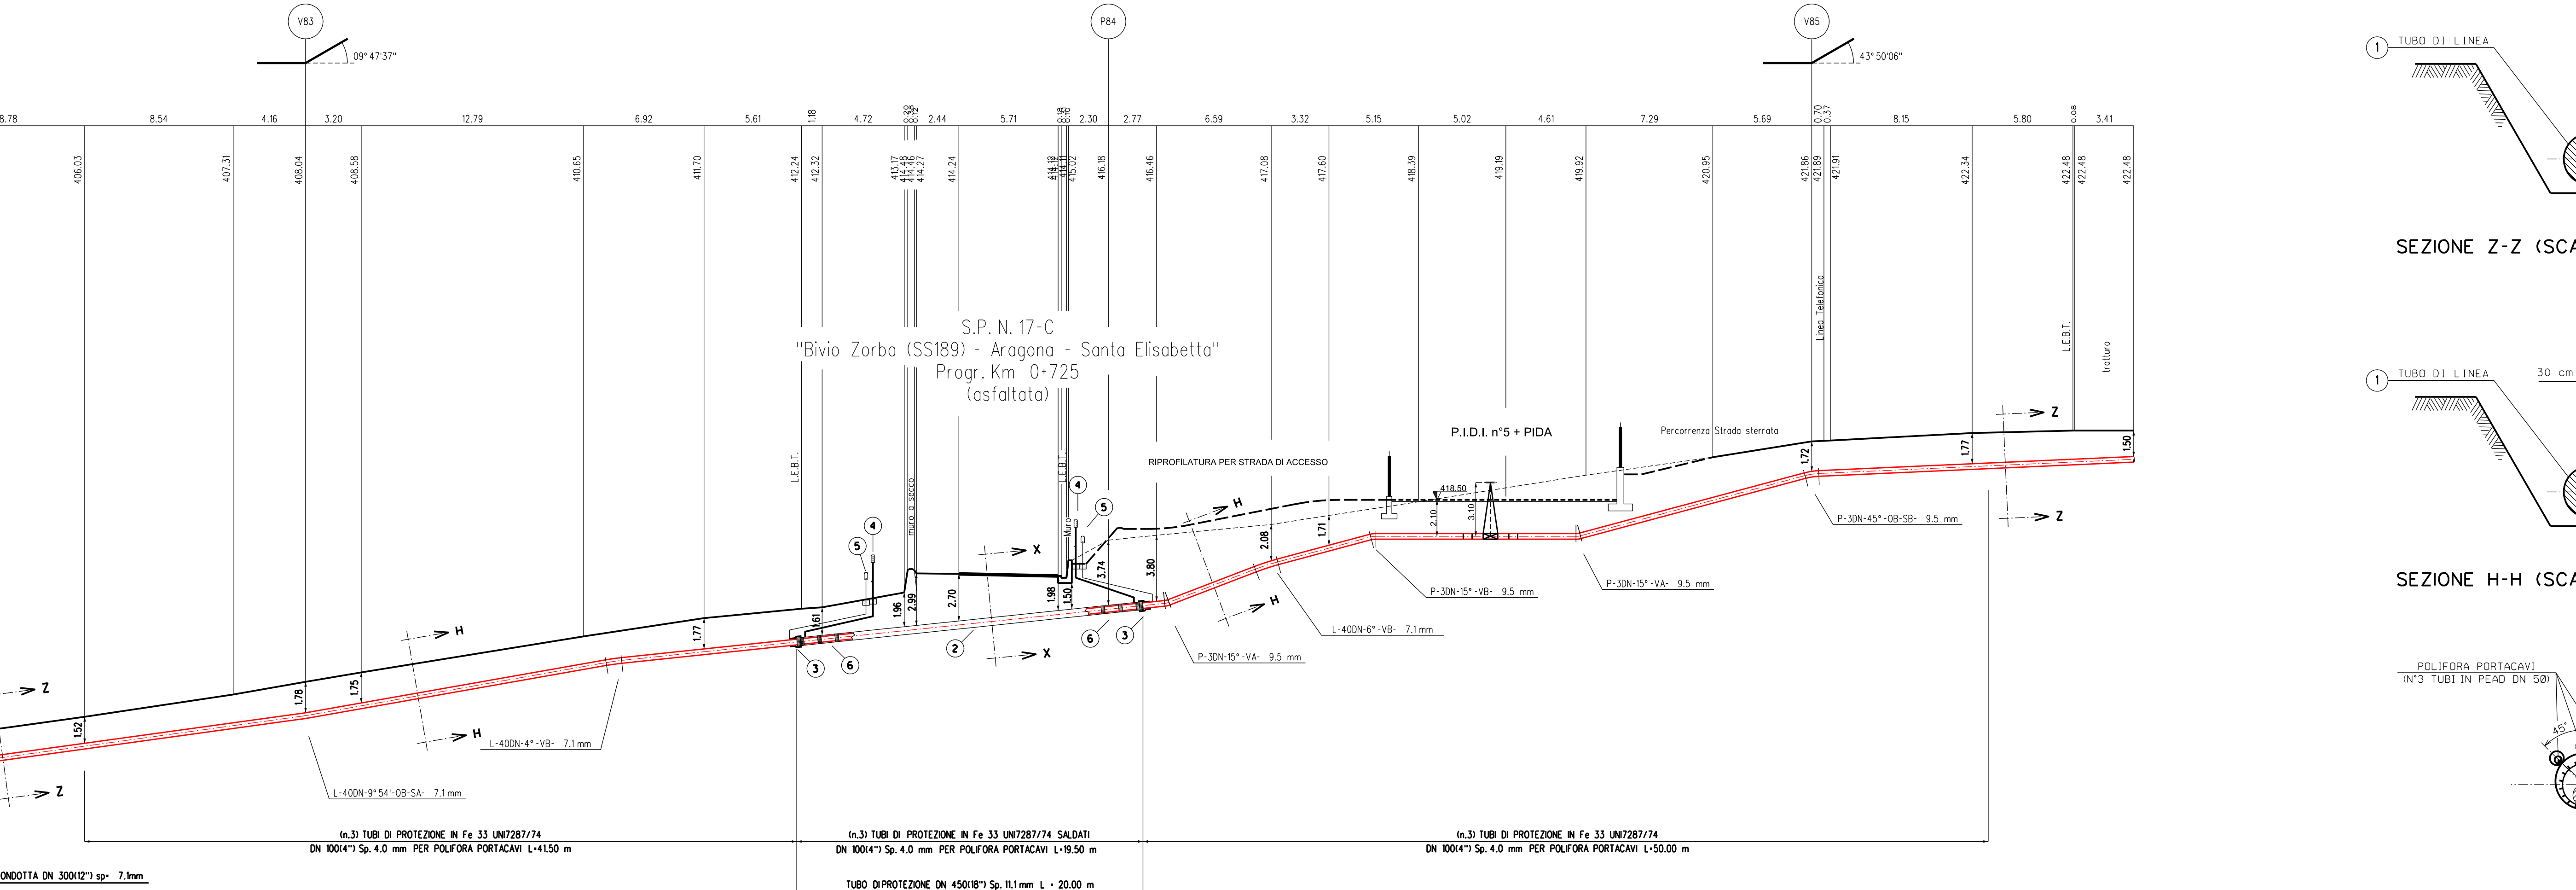 V83
P84
V85
09°47'37"
43°50'06"
8.78
8.54
4.16
3.20
12.79
6.92
5.61
1.18
4.72
2.44
5.71
2.30
2.77
6.59
3.32
5.15
5.02
4.61
7.29
5.69
0.70
0.37
8.15
5.80
0.08
3.41
406.03
407.31
408.04
408.58
410.65
411.70
412.24
412.32
413.17
414.48
414.46
414.27
414.24
414.11
415.02
416.18
416.46
417.08
417.60
418.39
419.19
419.92
420.95
421.86
421.89
421.91
422.34
422.48
422.48
422.48
S.P. N. 17-C
"Bivio Zorba (SS189) - Aragona - Santa Elisabetta"
Progr. Km 0+725
(asfaltata)
L.E.B.T.
muro a secco
L.E.B.T.
Muro
Linea Telefonica
L.E.B.T.
tratturo
P.I.D.I. n°5 + PIDA
Percorrenza Strada sterrata
RIPROFILATURA PER STRADA DI ACCESSO
418.50
2.10
3.10
1.52
1.78
1.75
1.77
1.61
1.96
2.99
2.70
1.98
1.50
3.74
3.80
2.08
1.71
1.72
1.77
1.50
Z
Z
H
H
X
X
H
H
Z
Z
5
4
4
5
3
6
2
6
3
L-40DN-9°54'-OB-SA- 7.1 mm
L-40DN-4°-VB- 7.1 mm
P-3DN-15°-VA- 9.5 mm
L-40DN-6°-VB- 7.1 mm
P-3DN-15°-VB- 9.5 mm
P-3DN-15°-VA- 9.5 mm
P-3DN-45°-OB-SB- 9.5 mm
(n.3) TUBI DI PROTEZIONE IN Fe 33 UNI7287/74
DN 100(4") Sp. 4.0 mm PER POLIFORA PORTACAVI L=41.50 m
(n.3) TUBI DI PROTEZIONE IN Fe 33 UNI7287/74 SALDATI
DN 100(4") Sp. 4.0 mm PER POLIFORA PORTACAVI L=19.50 m
(n.3) TUBI DI PROTEZIONE IN Fe 33 UNI7287/74
DN 100(4") Sp. 4.0 mm PER POLIFORA PORTACAVI L=50.00 m
ONDOTTA DN 300(12") sp= 7.1mm
TUBO DI PROTEZIONE DN 450(18") Sp. 11.1 mm L = 20.00 m
1 TUBO DI LINEA
SEZIONE Z-Z (SCA
1 TUBO DI LINEA
30 cm
SEZIONE H-H (SCA
POLIFORA PORTACAVI
(N°3 TUBI IN PEAD DN 50)
45°